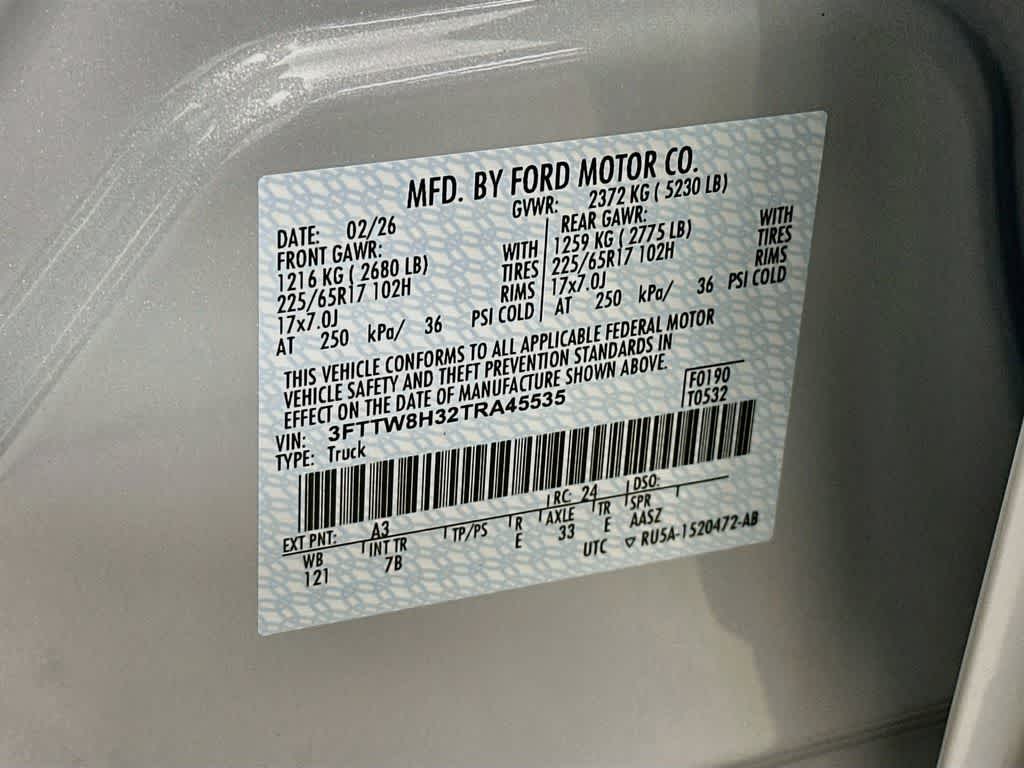 MFD. BY FORD MOTOR CO.
DATE: 02/26 GVWR: 2372 KG ( 5230 LB)
FRONT GAWR: REAR GAWR:
1216 KG ( 2680 LB) WITH 1259 KG ( 2775 LB) WITH
225/65R17 102H TIRES 225/65R17 102H TIRES
17x7.0J RIMS 17x7.0J RIMS
AT 250 kPa/ 36 PSI COLD AT 250 kPa/ 36 PSI COLD
THIS VEHICLE CONFORMS TO ALL APPLICABLE FEDERAL MOTOR
VEHICLE SAFETY AND THEFT PREVENTION STANDARDS IN
EFFECT ON THE DATE OF MANUFACTURE SHOWN ABOVE.
VIN: 3FTTW8H32TRA45535 F0190
TYPE: Truck T0532
EXT PNT: A3 RC: 24 DSO:
WB INT TR TP/PS R AXLE TR SPR
121 7B E 33 E AASZ
UTC ▽ RU5A-1520472-AB